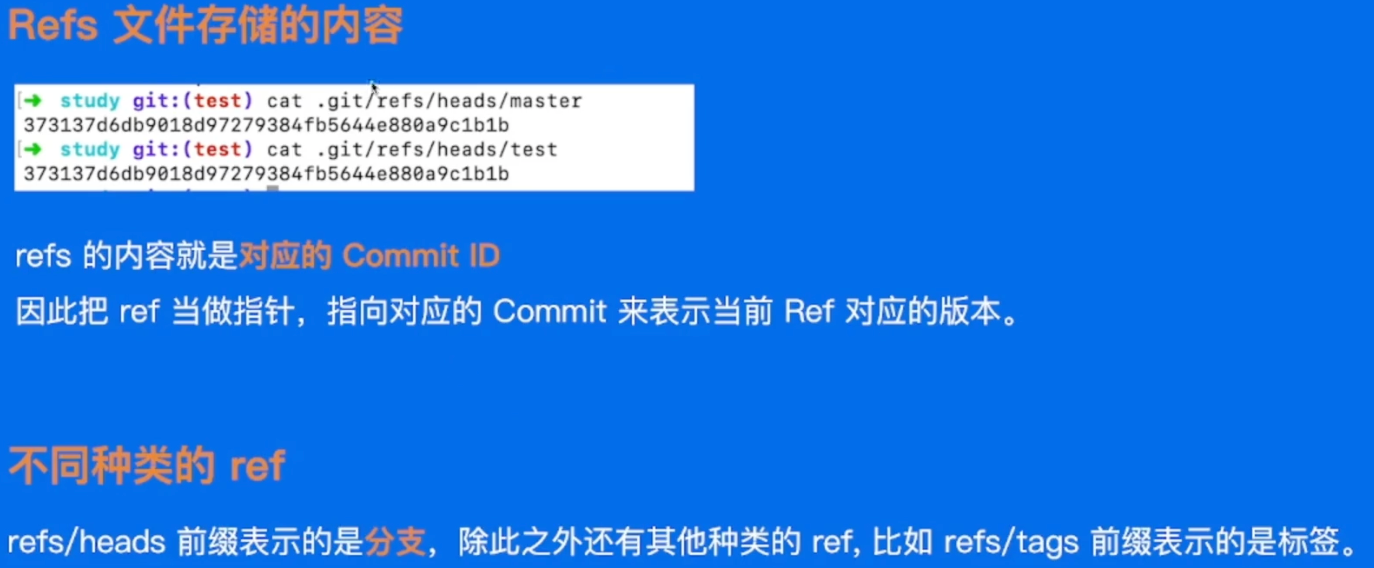 Refs 文件存储的内容
➜ study git:(test) cat .git/refs/heads/master
373137d6db9018d97279384fb5644e880a9c1b1b
➜ study git:(test) cat .git/refs/heads/test
373137d6db9018d97279384fb5644e880a9c1b1b
refs 的内容就是对应的 Commit ID
因此把 ref 当做指针，指向对应的 Commit 来表示当前 Ref 对应的版本。
不同种类的 ref
refs/heads 前缀表示的是分支，除此之外还有其他种类的 ref, 比如 refs/tags 前缀表示的是标签。